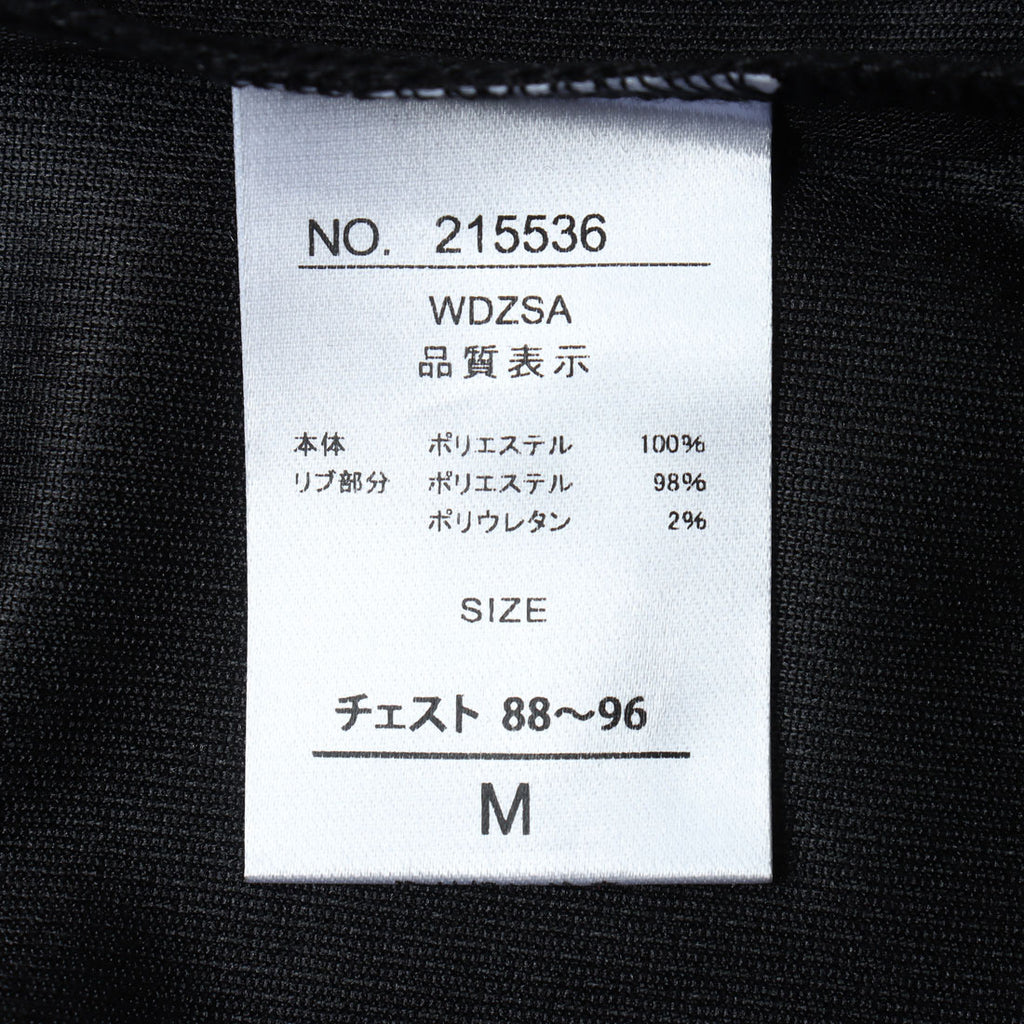 NO. 215536
WDZSA
品質表示
本体 ポリエステル 100%
リブ部分 ポリエステル 98%
ポリウレタン 2%
SIZE
チェスト 88～96
M